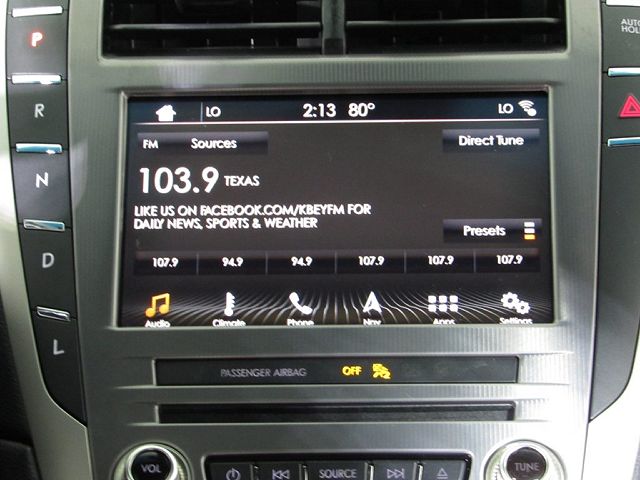 P
R
N
D
L
AUTO
HOLD
LO 2:13 80° LO
FM Sources Direct Tune
103.9 TEXAS
LIKE US ON FACEBOOK.COM/KBEYFM FOR
DAILY NEWS, SPORTS & WEATHER
Presets
107.9 94.9 94.9 107.9 107.9 107.9
Audio Climate Phone Nav Apps Settings
PASSENGER AIRBAG OFF
VOL SOURCE TUNE